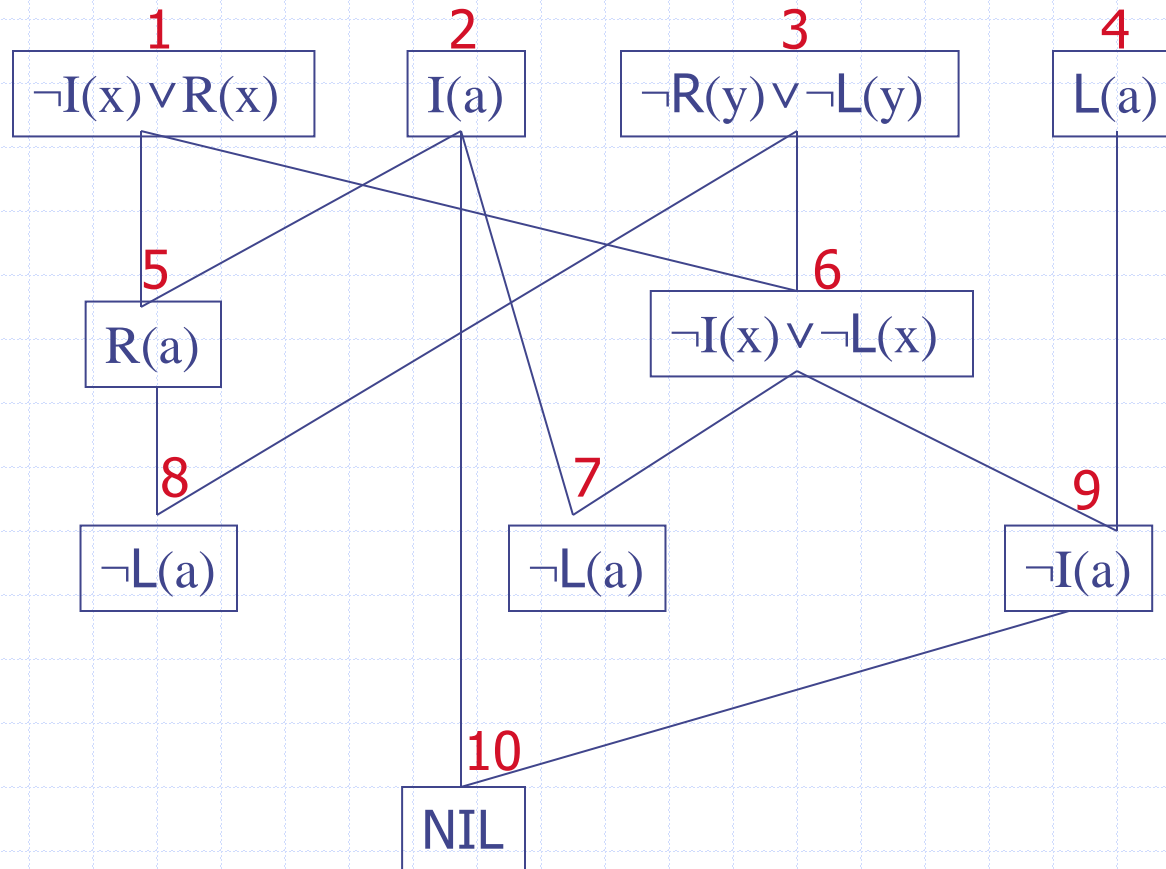 1 2 3 4
¬I(x)∨R(x) I(a) ¬R(y)∨¬L(y) L(a)
5 6
R(a) ¬I(x)∨¬L(x)
8 7 9
¬L(a) ¬L(a) ¬I(a)
10
NIL